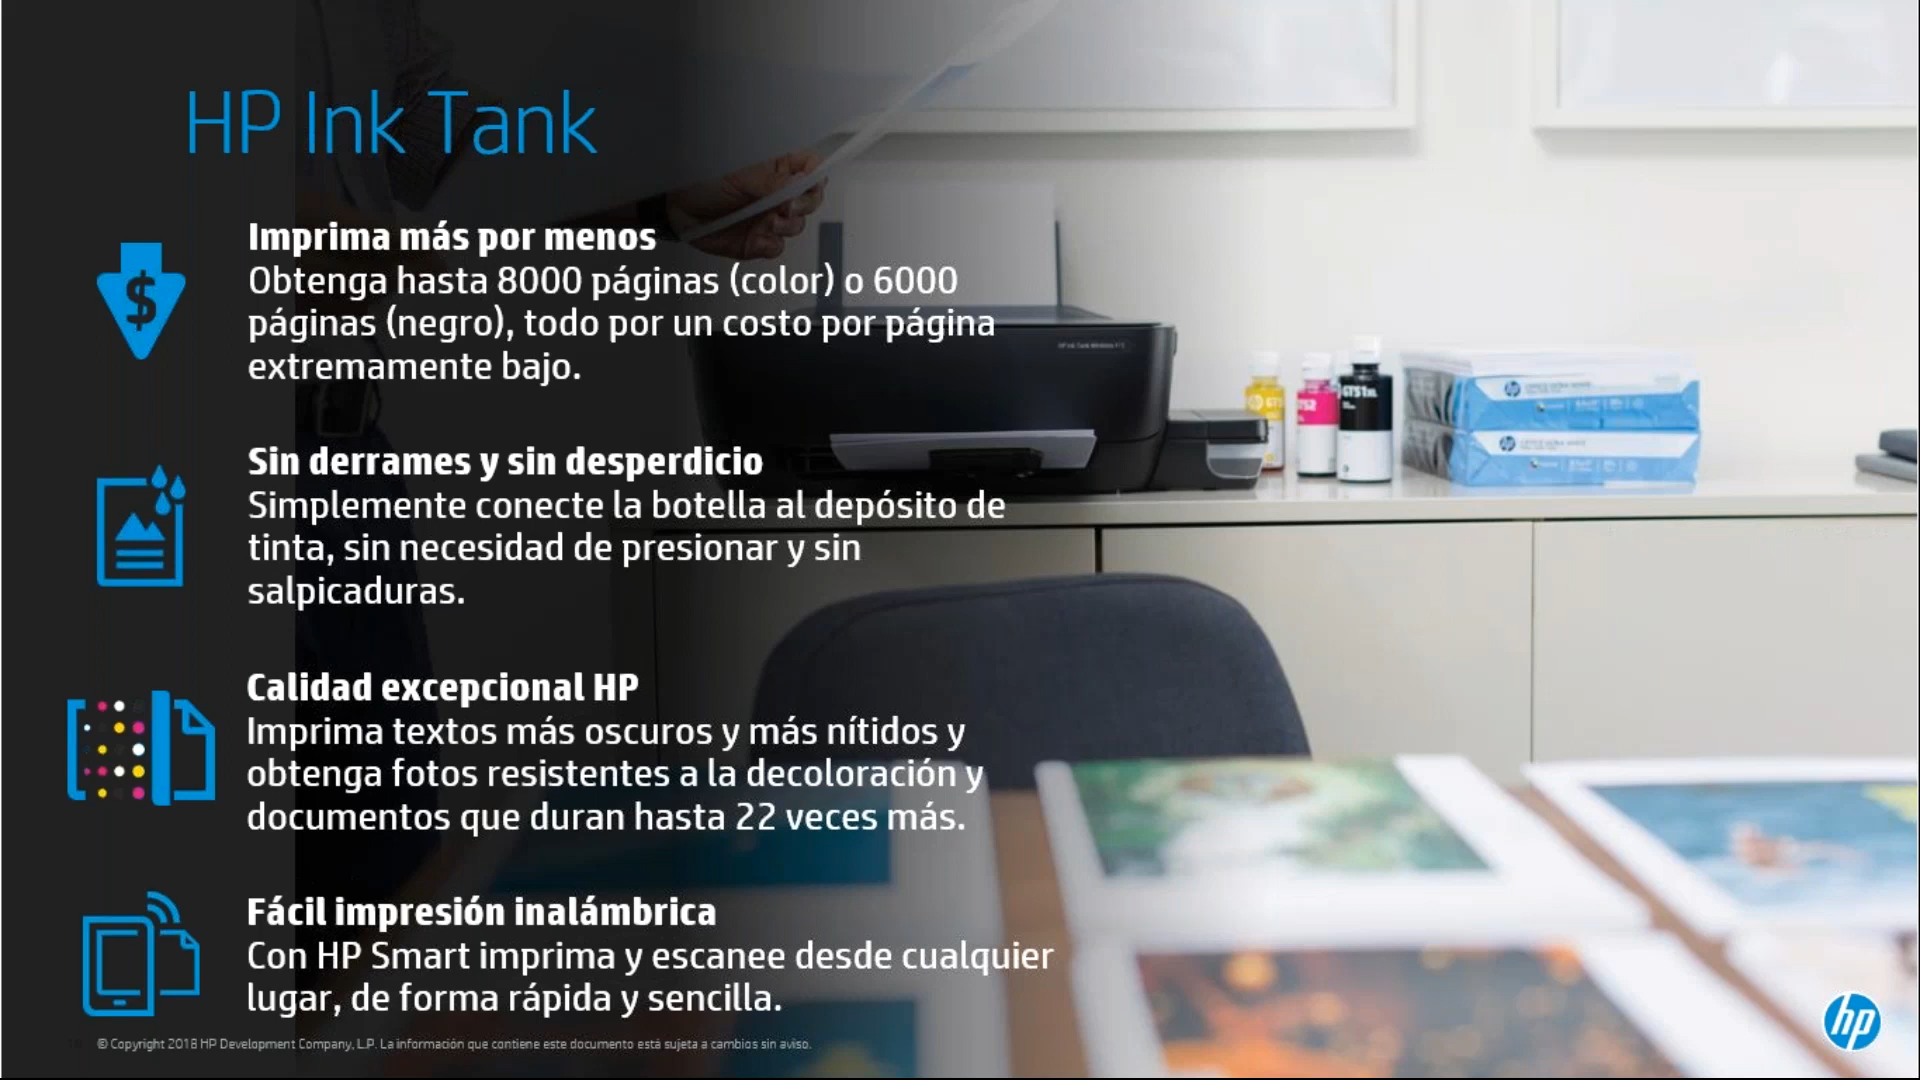 HP Ink Tank
Imprima más por menos
Obtenga hasta 8000 páginas (color) o 6000
páginas (negro), todo por un costo por página
extremamente bajo.
Sin derrames y sin desperdicio
Simplemente conecte la botella al depósito de
tinta, sin necesidad de presionar y sin
salpicaduras.
Calidad excepcional HP
Imprima textos más oscuros y más nítidos y
obtenga fotos resistentes a la decoloración y
documentos que duran hasta 22 veces más.
Fácil impresión inalámbrica
Con HP Smart imprima y escanee desde cualquier
lugar, de forma rápida y sencilla.
© Copyright 2018 HP Development Company, L.P. La información que contiene este documento está sujeta a cambios sin aviso.
$
GT52
GT51XL
hp
hp
hp